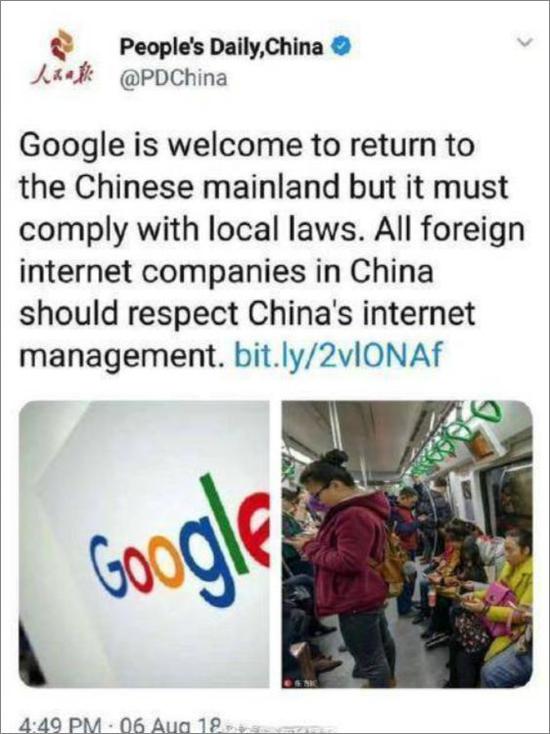 People's Daily,China
人民日报
@PDChina
Google is welcome to return to
the Chinese mainland but it must
comply with local laws. All foreign
internet companies in China
should respect China's internet
management. bit.ly/2vlONAf
Google
4:49 PM · 06 Aug 18